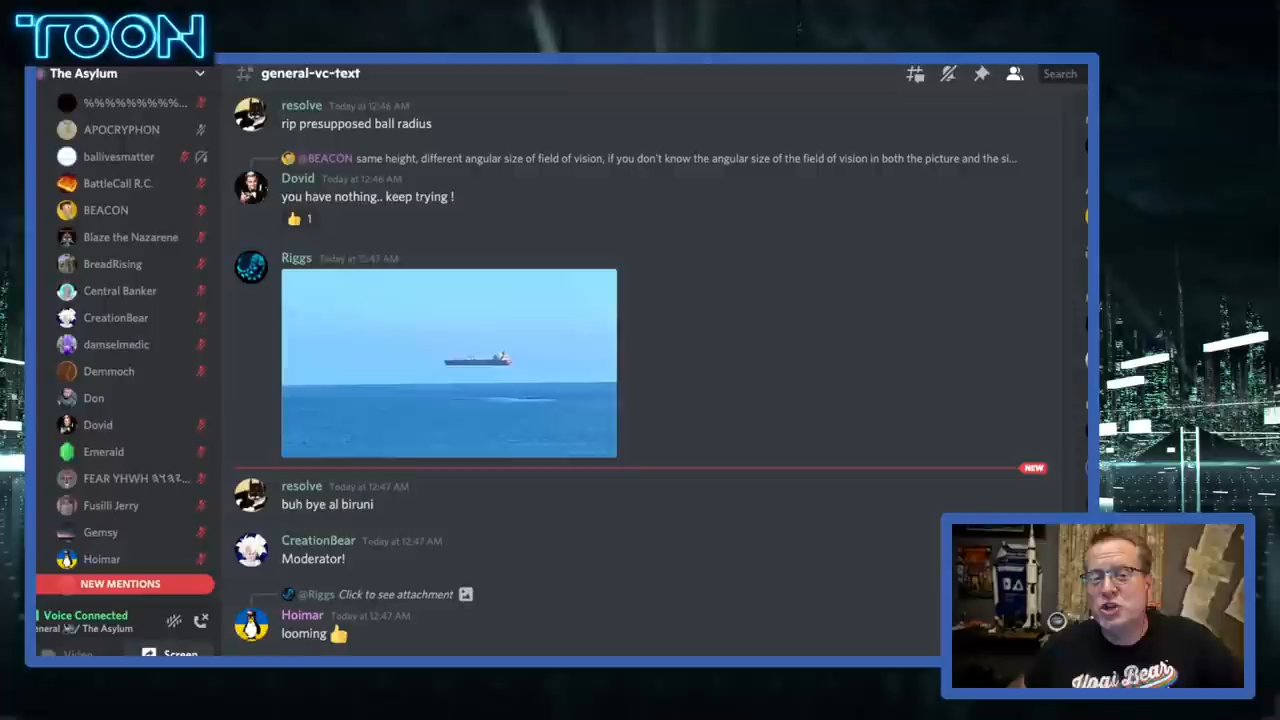 TOON
The Asylum
general-vc-text
Search
%%%%%%%%%...
APOCRYPHON
ballivesmatter
BattleCall R.C.
BEACON
Blaze the Nazarene
BreadRising
Central Banker
CreationBear
damselmedic
Demmoch
Don
Dovid
Emerald
FEAR YHWH
Fusilli Jerry
Gemsy
Hoimar
NEW MENTIONS
Voice Connected
eneral / The Asylum
Video
Screen
resolve Today at 12:46 AM
rip presupposed ball radius
@BEACON same height, different angular size of field of vision, if you don't know the angular size of the field of vision in both the picture and the si...
Dovid Today at 12:46 AM
you have nothing.. keep trying !
👍 1
Riggs Today at 12:47 AM
NEW
resolve Today at 12:47 AM
buh bye al biruni
CreationBear Today at 12:47 AM
Moderator!
@Riggs Click to see attachment
Hoimar Today at 12:47 AM
looming 👍
Upai Bear